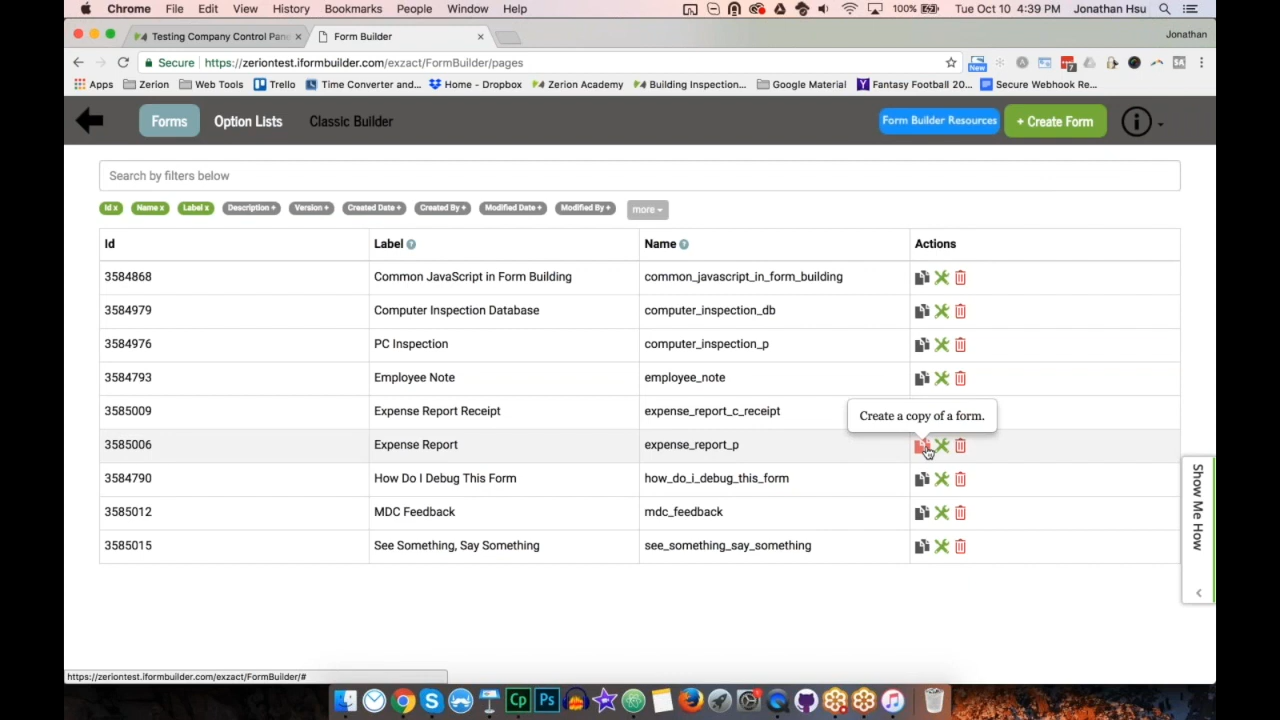 Chrome File Edit View History Bookmarks People Window Help 100% Tue Oct 10 4:39 PM Jonathan Hsu
Testing Company Control Pan × Form Builder × Jonathan
Secure https://zeriontest.iformbuilder.com/exzact/FormBuilder/pages New 7
Apps Zerion Web Tools Trello Time Converter and... Home - Dropbox Zerion Academy Building Inspection... Google Material Fantasy Football 20... Secure Webhook Re...
Forms Option Lists Classic Builder Form Builder Resources + Create Form i
Search by filters below
Id x Name x Label x Description + Version + Created Date + Created By + Modified Date + Modified By + more
Id Label ? Name ? Actions
3584868 Common JavaScript in Form Building common_javascript_in_form_building
3584979 Computer Inspection Database computer_inspection_db
3584976 PC Inspection computer_inspection_p
3584793 Employee Note employee_note
3585009 Expense Report Receipt expense_report_c_receipt
Create a copy of a form.
3585006 Expense Report expense_report_p
3584790 How Do I Debug This Form how_do_i_debug_this_form
3585012 MDC Feedback mdc_feedback
3585015 See Something, Say Something see_something_say_something
Show Me How
https://zeriontest.iformbuilder.com/exzact/FormBuilder/#
Cp Ps